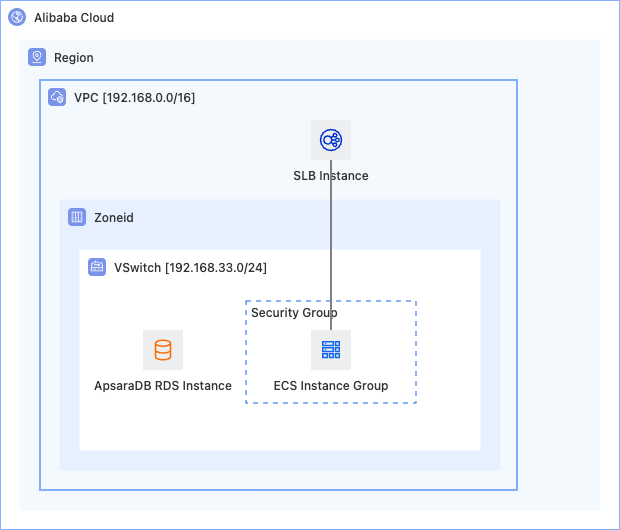 Alibaba Cloud
Region
VPC [192.168.0.0/16]
SLB Instance
Zoneid
VSwitch [192.168.33.0/24]
Security Group
ApsaraDB RDS Instance
ECS Instance Group